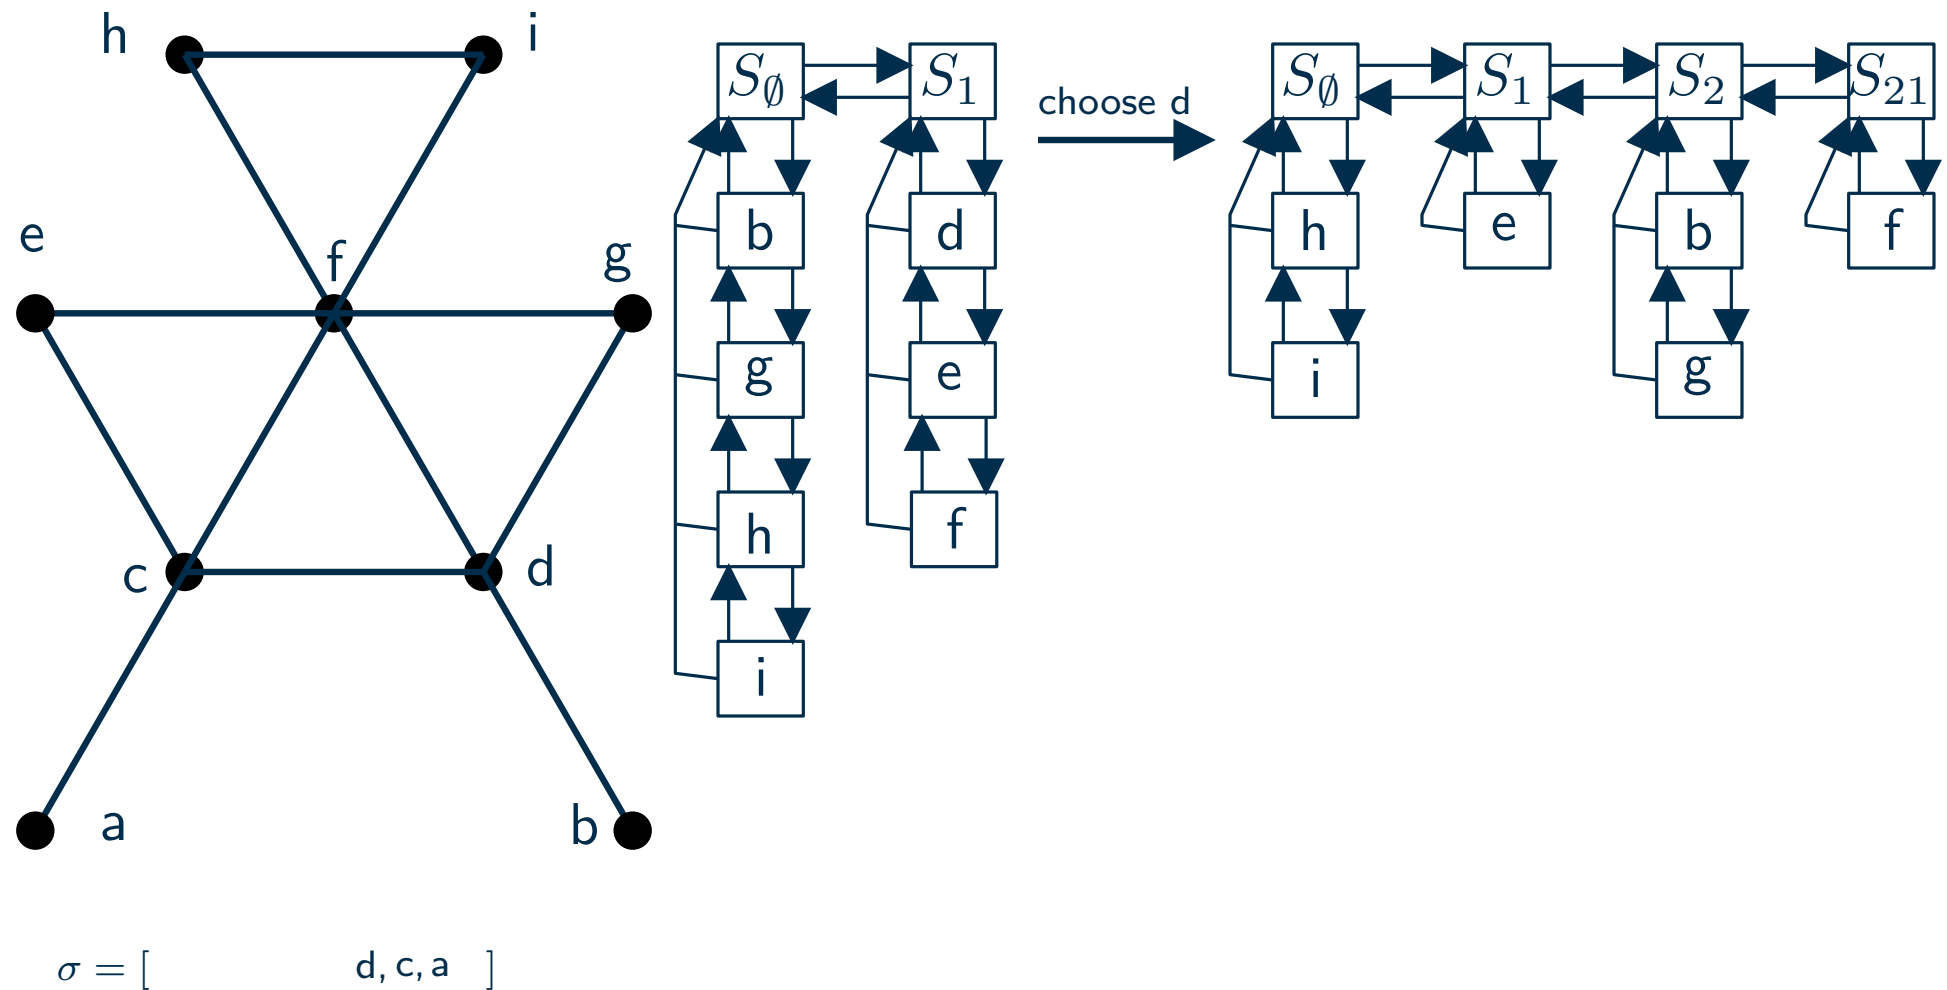 h i
e f g
c d
a b
S∅ S1
b d
g e
h f
i
choose d
S∅ S1 S2 S21
h e b f
i g
σ = [ d, c, a ]